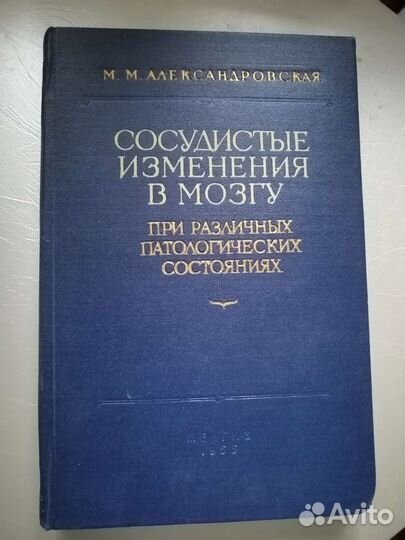 М. М. АЛЕКСАНДРОВСКАЯ
СОСУДИСТЫЕ
ИЗМЕНЕНИЯ
В МОЗГУ
ПРИ РАЗЛИЧНЫХ
ПАТОЛОГИЧЕСКИХ
СОСТОЯНИЯХ
Avito